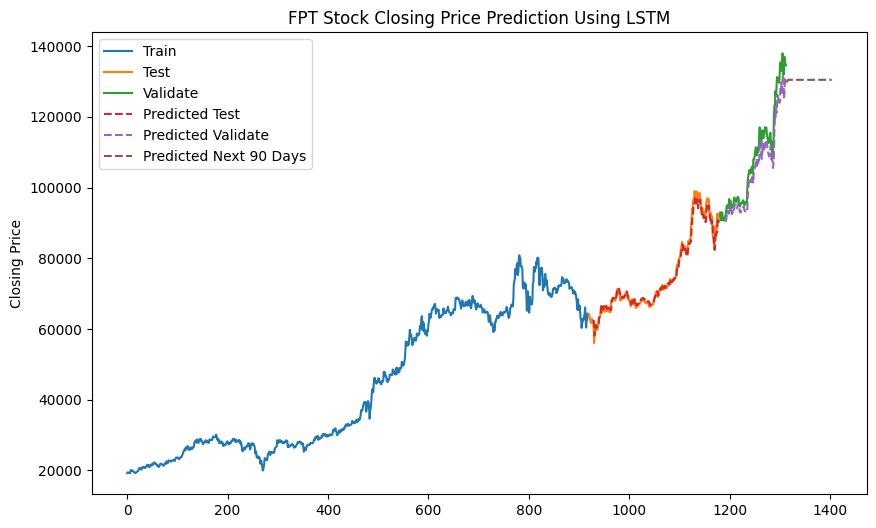 FPT Stock Closing Price Prediction Using LSTM
Train
Test
Validate
Predicted Test
Predicted Validate
Predicted Next 90 Days
Closing Price
140000
120000
100000
80000
60000
40000
20000
0
200
400
600
800
1000
1200
1400